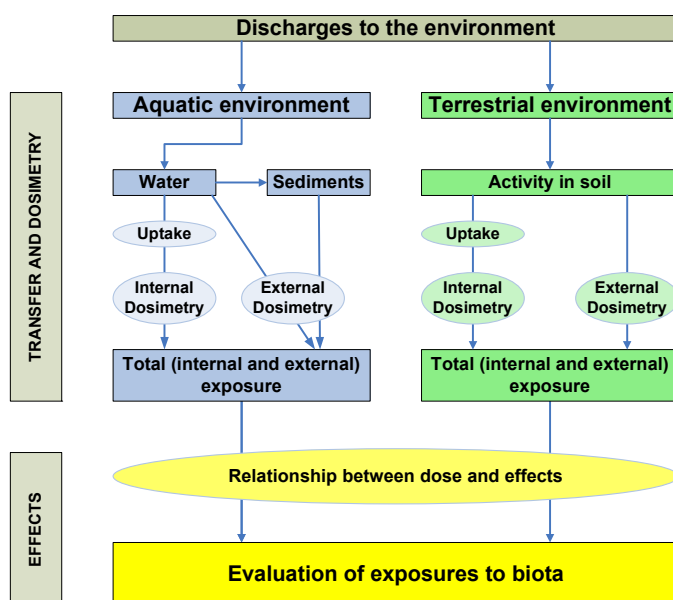 Discharges to the environment
TRANSFER AND DOSIMETRY
Aquatic environment
Terrestrial environment
Water
Sediments
Activity in soil
Uptake
Uptake
Internal
Dosimetry
External
Dosimetry
Internal
Dosimetry
External
Dosimetry
Total (internal and external)
exposure
Total (internal and external)
exposure
EFFECTS
Relationship between dose and effects
Evaluation of exposures to biota